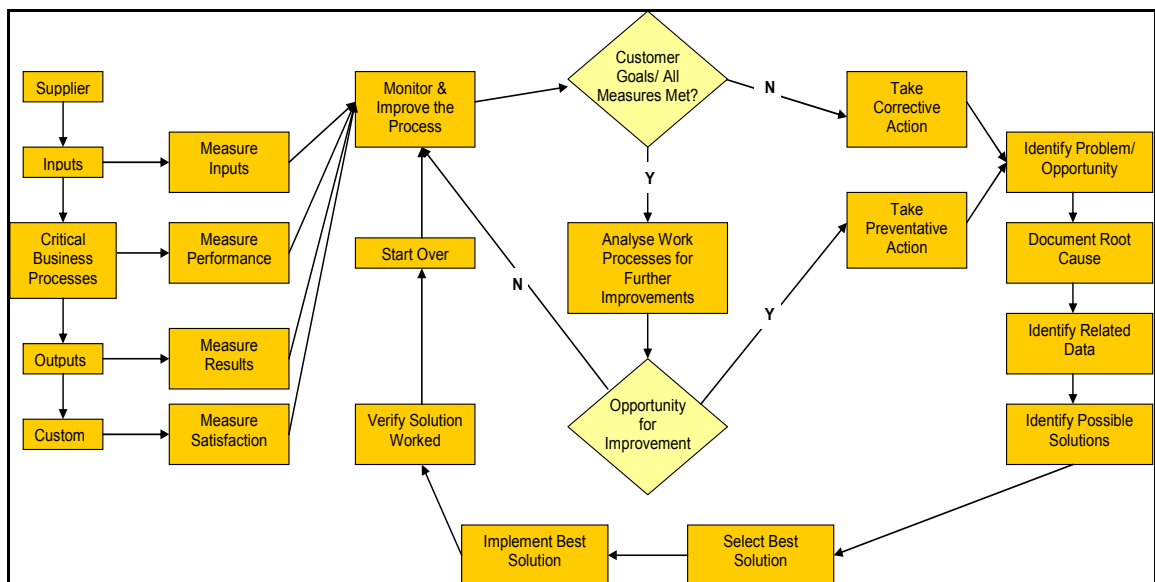 Supplier
Inputs
Critical
Business
Processes
Outputs
Custom
Measure
Inputs
Measure
Performance
Measure
Results
Measure
Satisfaction
Monitor &
Improve the
Process
Start Over
Verify Solution
Worked
Customer
Goals/ All
Measures Met?
N
Y
Analyse Work
Processes for
Further
Improvements
N
Y
Opportunity
for
Improvement
Take
Corrective
Action
Take
Preventative
Action
Identify Problem/
Opportunity
Document Root
Cause
Identify Related
Data
Identify Possible
Solutions
Select Best
Solution
Implement Best
Solution